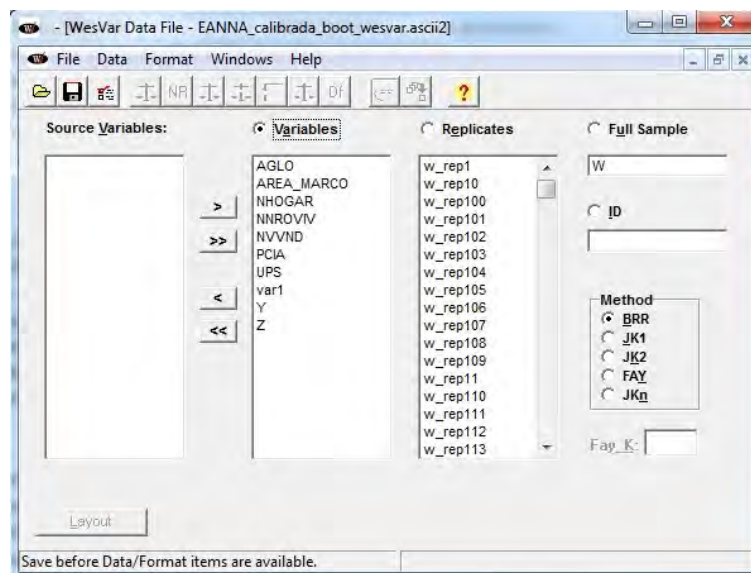 - [WesVar Data File - EANNA_calibrada_boot_wesvar.ascii2]
File Data Format Windows Help
NR Df ?
Source Variables:
Variables
Replicates
Full Sample
AGLO
AREA_MARCO
NHOGAR
NNROVIV
NVVND
PCIA
UPS
var1
Y
Z
>
>>
<
<<
w_rep1
w_rep10
w_rep100
w_rep101
w_rep102
w_rep103
w_rep104
w_rep105
w_rep106
w_rep107
w_rep108
w_rep109
w_rep11
w_rep110
w_rep111
w_rep112
w_rep113
W
ID
Method
BRR
JK1
JK2
FAY
JKn
Fay_K:
Layout
Save before Data/Format items are available.